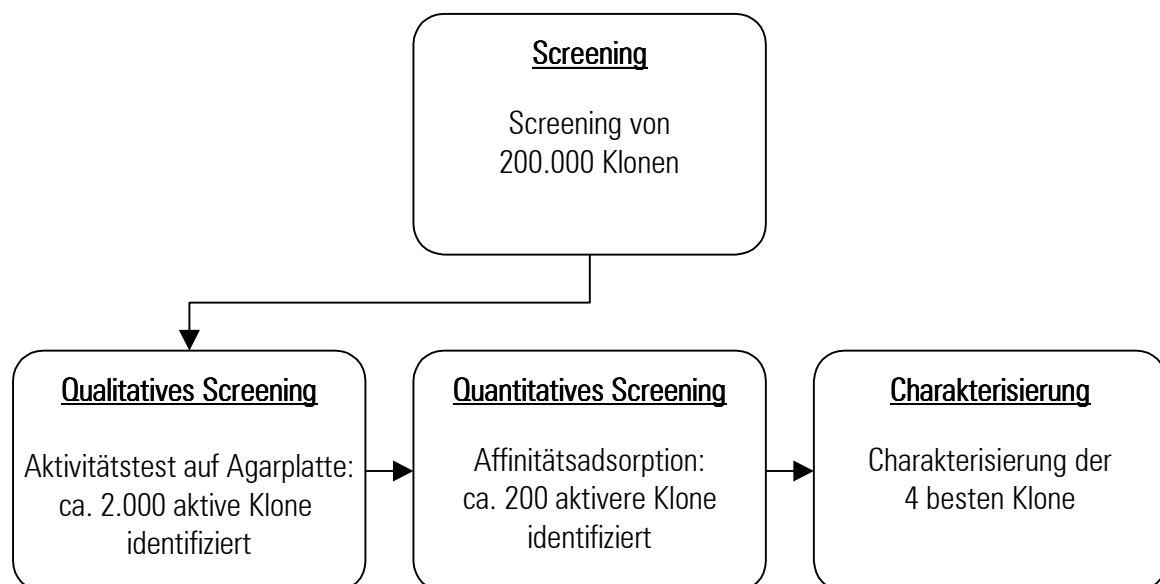 Screening
Screening von
200.000 Klonen
Qualitatives Screening
Aktivitätstest auf Agarplatte:
ca. 2.000 aktive Klone
identifiziert
Quantitatives Screening
Affinitätsadsorption:
ca. 200 aktivere Klone
identifiziert
Charakterisierung
Charakterisierung der
4 besten Klone